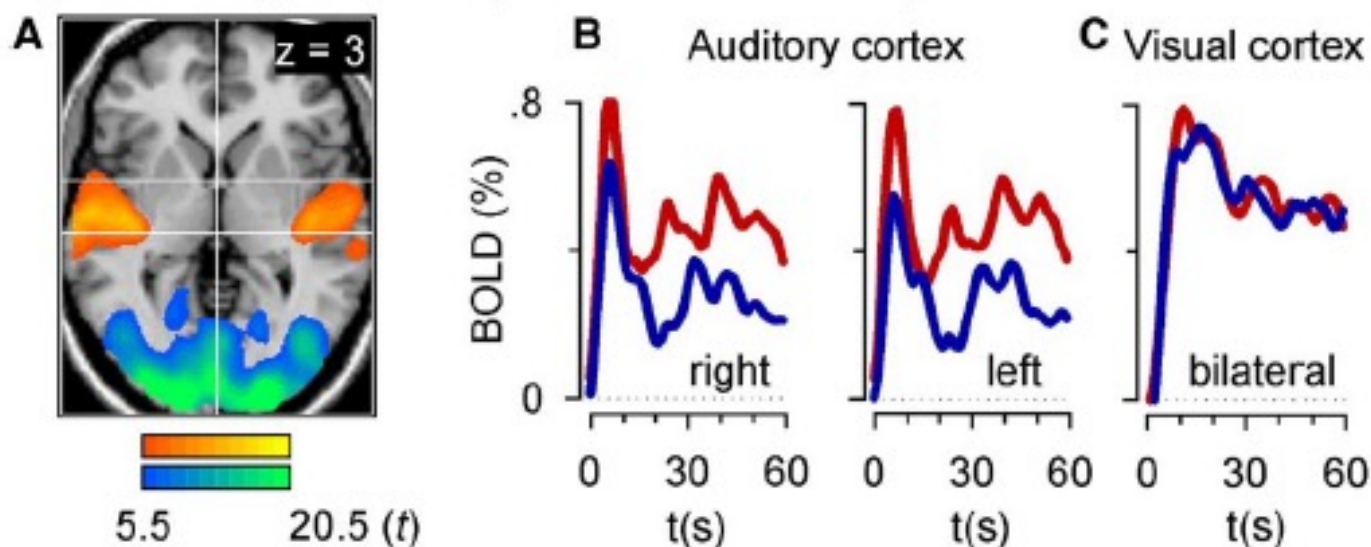 A
z = 3
5.5
20.5 (t)
B
Auditory cortex
BOLD (%)
.8
0
right
0
30
60
t(s)
left
0
30
60
t(s)
C Visual cortex
bilateral
0
30
60
t(s)